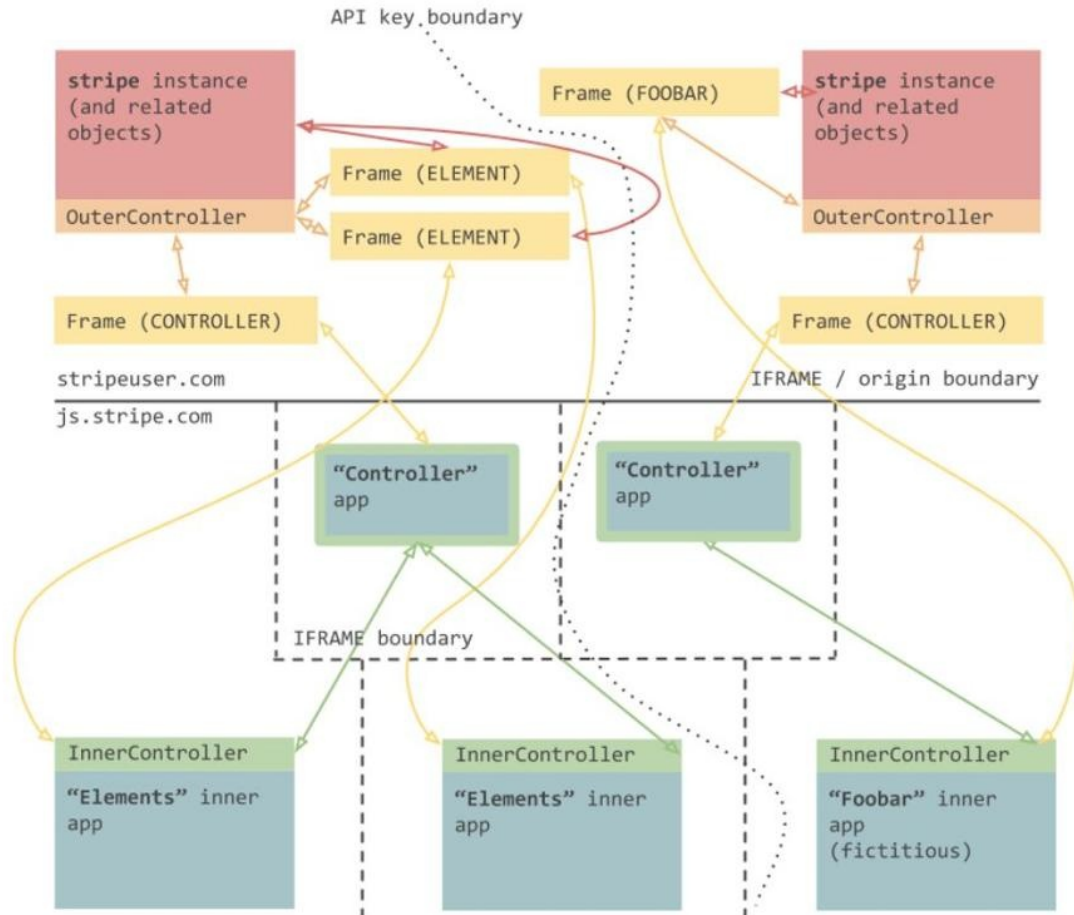 API key boundary
stripe instance
(and related
objects)
OuterController
Frame (ELEMENT)
Frame (ELEMENT)
Frame (CONTROLLER)
Frame (FOOBAR)
stripe instance
(and related
objects)
OuterController
Frame (CONTROLLER)
stripeuser.com
IFRAME / origin boundary
js.stripe.com
“Controller”
app
“Controller”
app
IFRAME boundary
InnerController
“Elements” inner
app
InnerController
“Elements” inner
app
InnerController
“Foobar” inner
app
(fictitious)